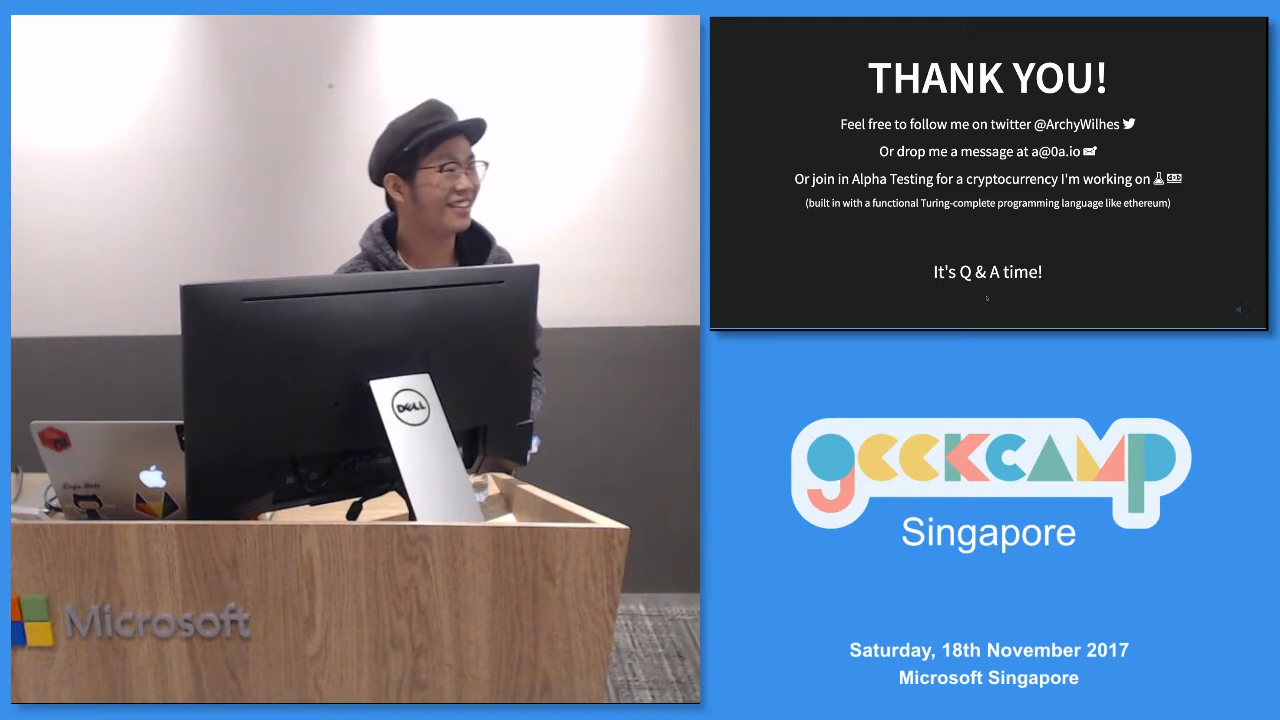 THANK YOU!
Feel free to follow me on twitter @ArchyWilhes
Or drop me a message at a@0a.io
Or join in Alpha Testing for a cryptocurrency I'm working on
(built in with a functional Turing-complete programming language like ethereum)
It's Q & A time!
DELL
Microsoft
geekcamp
Singapore
Saturday, 18th November 2017
Microsoft Singapore